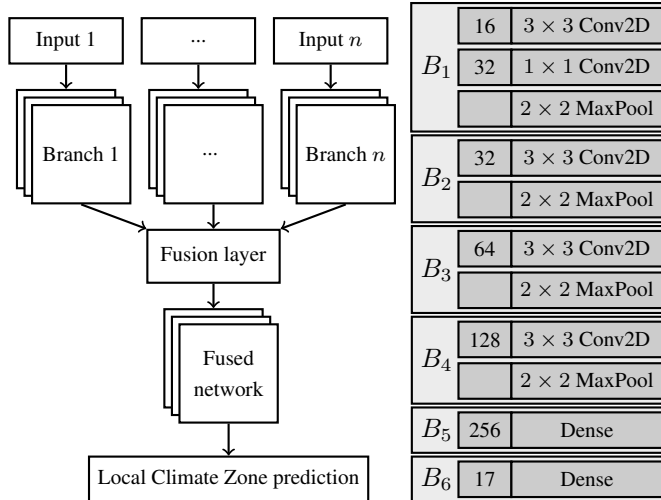 Input 1
...
Input n
Branch 1
...
Branch n
Fusion layer
Fused
network
Local Climate Zone prediction
B₁
16 3 × 3 Conv2D
32 1 × 1 Conv2D
2 × 2 MaxPool
B₂
32 3 × 3 Conv2D
2 × 2 MaxPool
B₃
64 3 × 3 Conv2D
2 × 2 MaxPool
B₄
128 3 × 3 Conv2D
2 × 2 MaxPool
B₅ 256 Dense
B₆ 17 Dense